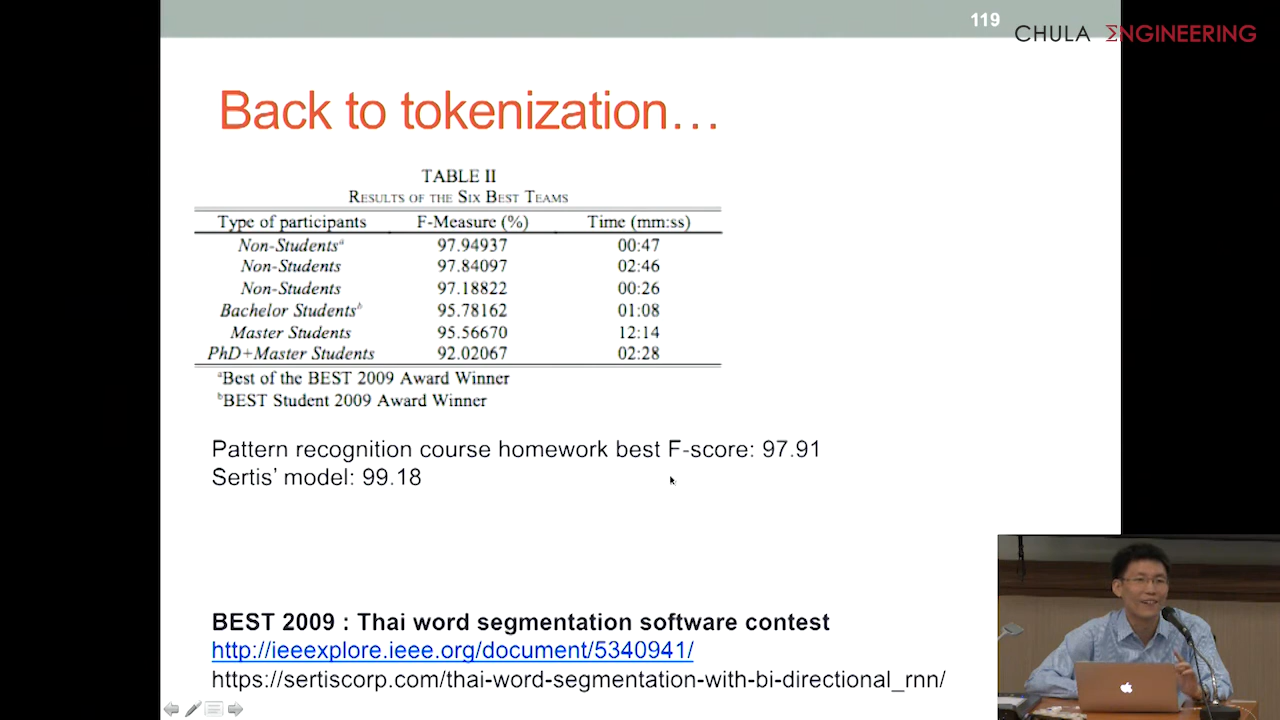 119
CHULA ΣNGINEERING
Back to tokenization…
TABLE II
RESULTS OF THE SIX BEST TEAMS
Type of participants F-Measure (%) Time (mm:ss)
Non-Studentsᵃ 97.94937 00:47
Non-Students 97.84097 02:46
Non-Students 97.18822 00:26
Bachelor Studentsᵇ 95.78162 01:08
Master Students 95.56670 12:14
PhD+Master Students 92.02067 02:28
ᵃBest of the BEST 2009 Award Winner
ᵇBEST Student 2009 Award Winner
Pattern recognition course homework best F-score: 97.91
Sertis’ model: 99.18
BEST 2009 : Thai word segmentation software contest
http://ieeexplore.ieee.org/document/5340941/
https://sertiscorp.com/thai-word-segmentation-with-bi-directional_rnn/